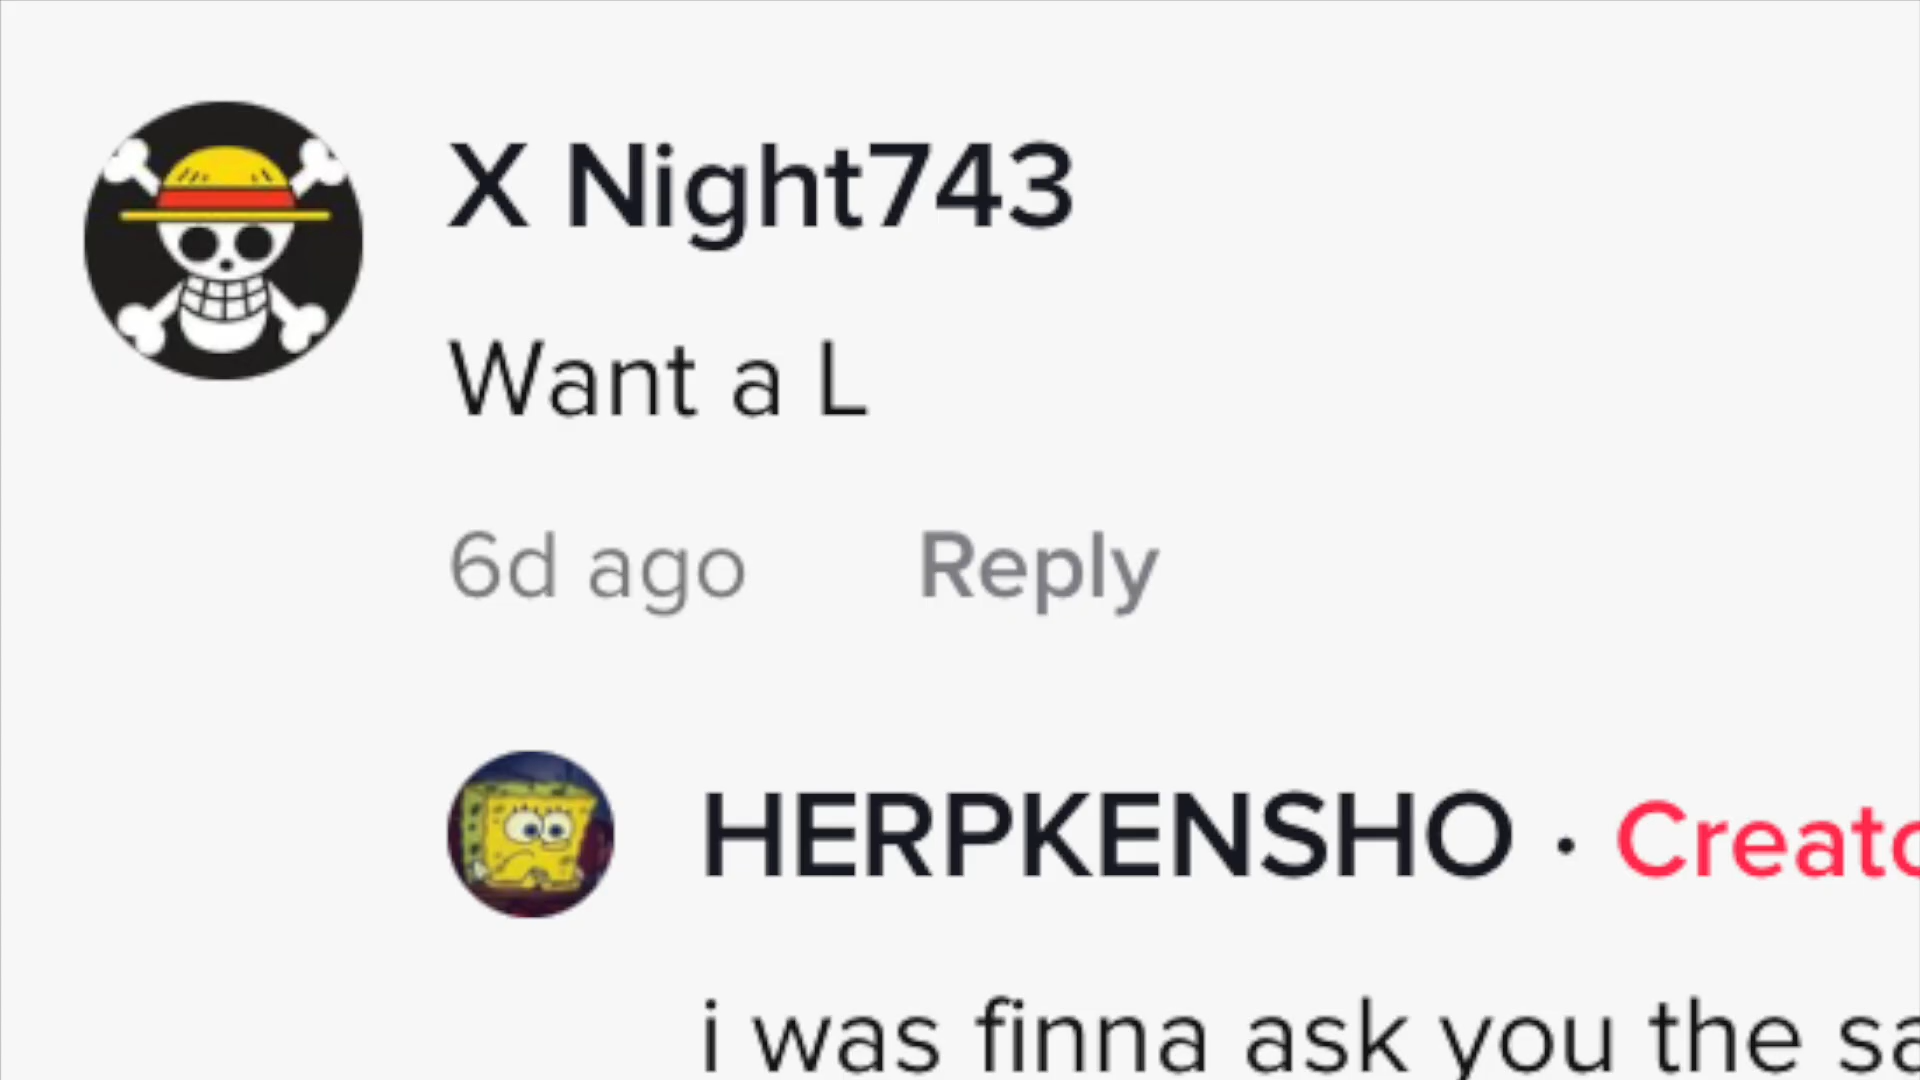 X Night743
Want a L
6d ago Reply
HERPKENSHO ·
i was finna ask you the